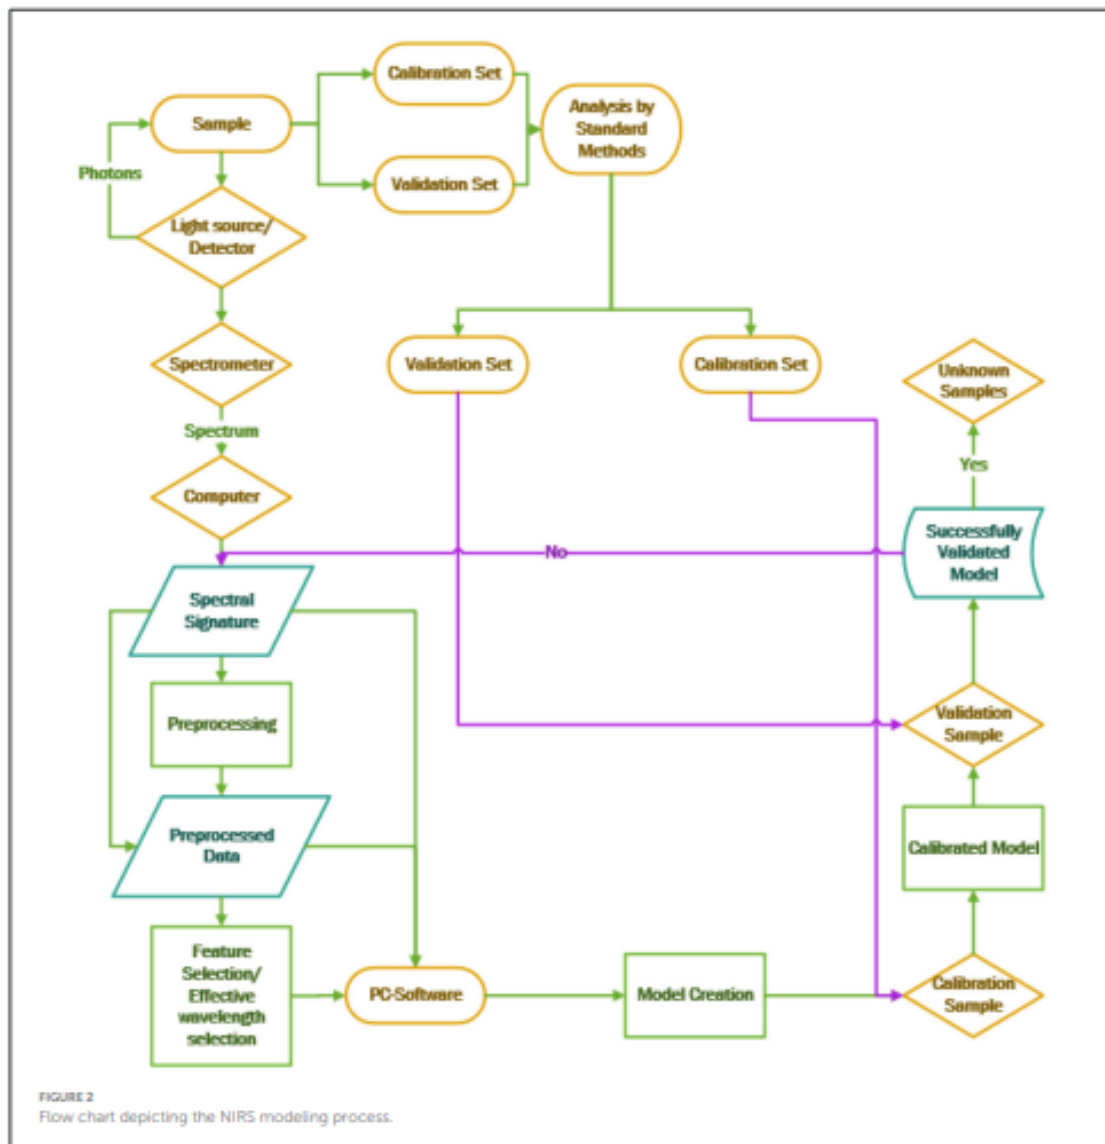 Calibration Set
Sample
Analysis by
Standard
Methods
Photons
Validation Set
Light source/
Detector
Spectrometer
Validation Set
Calibration Set
Unknown
Samples
Spectrum
Yes
Computer
Successfully
Validated
Model
No
Spectral
Signature
Preprocessing
Validation
Sample
Preprocessed
Data
Calibrated Model
Feature
Selection/
Effective
wavelength
selection
PC-Software
Model Creation
Calibration
Sample
FIGURE 2
Flow chart depicting the NIRS modeling process.